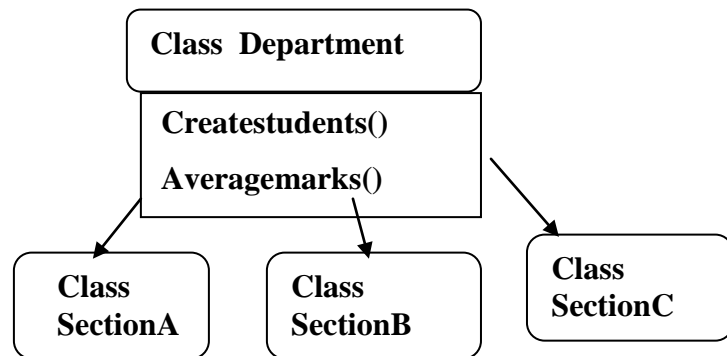 Class Department
Createstudents()
Averagemarks()
Class
SectionA
Class
SectionB
Class
SectionC